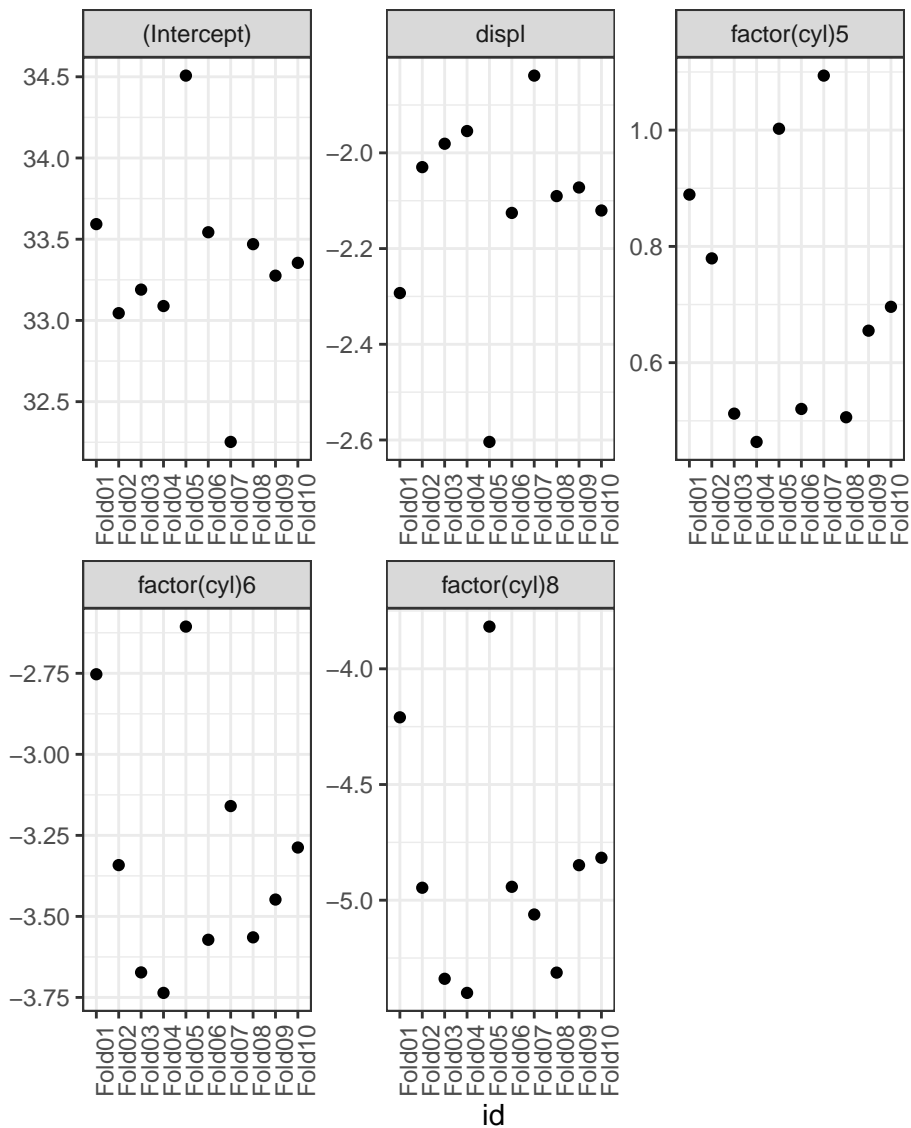 (Intercept) displ factor(cyl)5
34.5
34.0
33.5
33.0
32.5
−2.0
−2.2
−2.4
−2.6
1.0
0.8
0.6
Fold01 Fold02 Fold03 Fold04 Fold05 Fold06 Fold07 Fold08 Fold09 Fold10
Fold01 Fold02 Fold03 Fold04 Fold05 Fold06 Fold07 Fold08 Fold09 Fold10
Fold01 Fold02 Fold03 Fold04 Fold05 Fold06 Fold07 Fold08 Fold09 Fold10
factor(cyl)6 factor(cyl)8
−2.75
−3.00
−3.25
−3.50
−3.75
−4.0
−4.5
−5.0
Fold01 Fold02 Fold03 Fold04 Fold05 Fold06 Fold07 Fold08 Fold09 Fold10
Fold01 Fold02 Fold03 Fold04 Fold05 Fold06 Fold07 Fold08 Fold09 Fold10
id